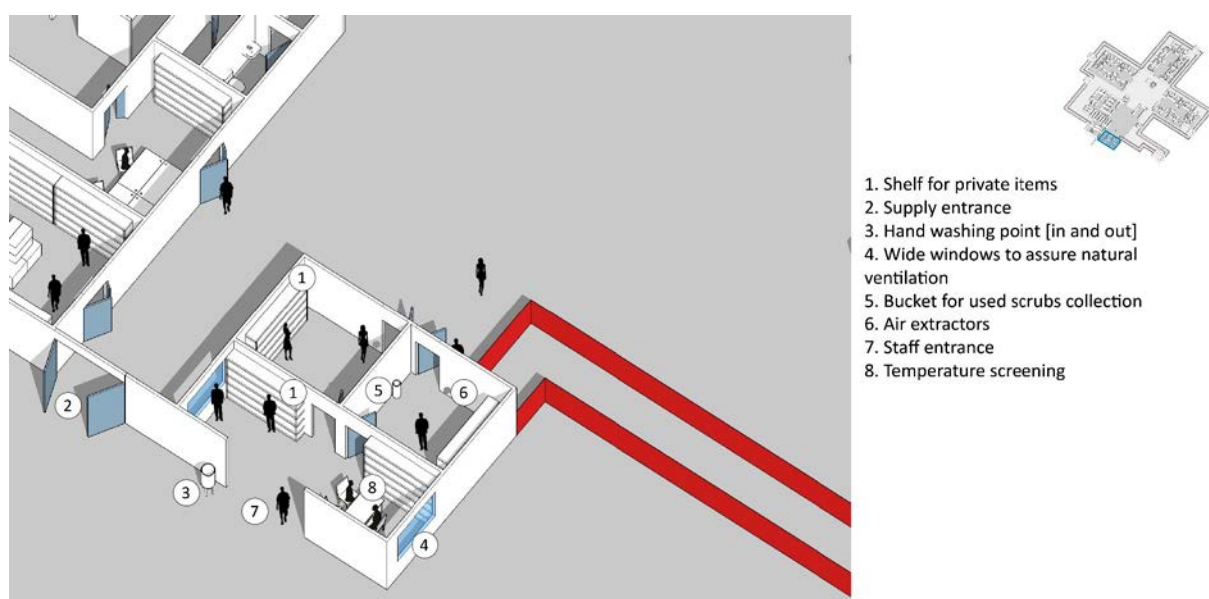 1. Shelf for private items
2. Supply entrance
3. Hand washing point [in and out]
4. Wide windows to assure natural
ventilation
5. Bucket for used scrubs collection
6. Air extractors
7. Staff entrance
8. Temperature screening
1
1
5
6
2
8
3
7
4